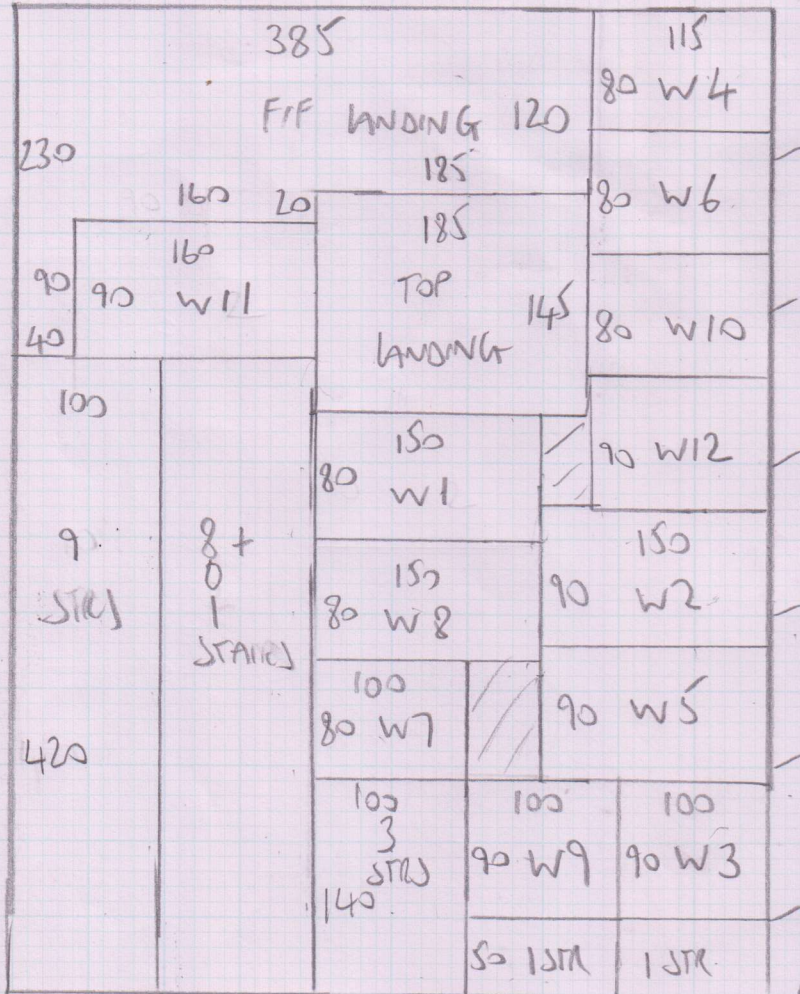 385
115
80 W4
F/F LANDING 120
230
185
80 W6
160 20
185
160
TOP
90 90 W11
145
80 W10
40
LANDING
100
150
80
W1
90 W12
9
8+
0
1
150
STRS
150
90 W2
80 W8
STAIRS
100
90 W5
80 W7
420
100
100
100
3
STRS
90 W9
90 W3
140
50 1 STR
1 STR